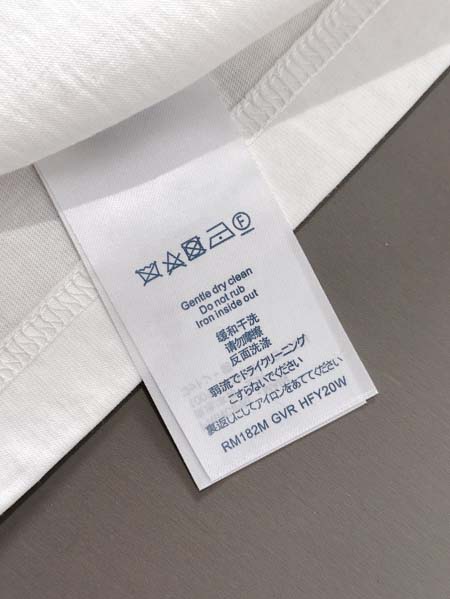 F
Gentle dry clean
Do not rub
Iron inside out
缓和干洗
请勿摩擦
反面洗涤
弱流でドライクリーニング
こすらないでください
裏返しにしてアイロンをあててください
RM182M GVR HFY20W